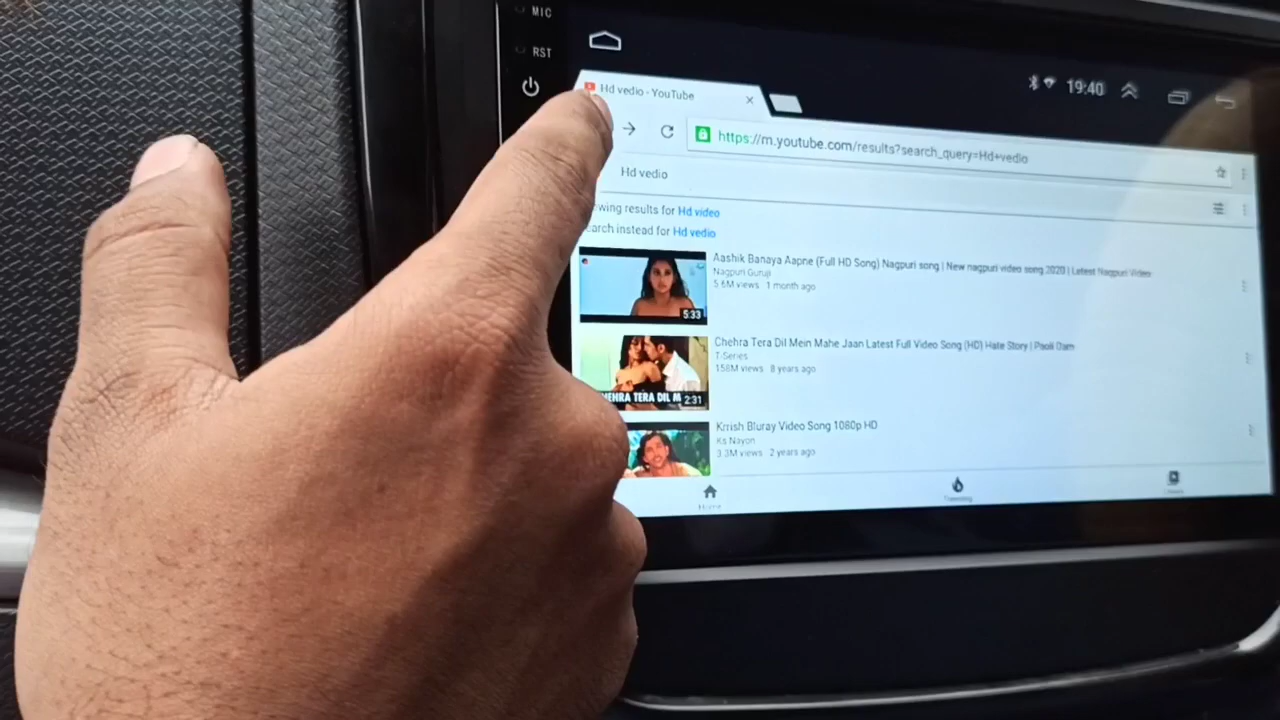 MIC
RST
Hd vedio - YouTube
19:40
https://m.youtube.com/results?search_query=Hd+vedio
Hd vedio
wing results for Hd video
earch instead for Hd vedio
Aashik Banaya Aapne (Full HD Song) Nagpuri song | New nagpuri video song 2020 | Latest Nagpuri Video
Nagpuri Guruji
5.6M views 1 month ago
5:33
Chehra Tera Dil Mein Mahe Jaan Latest Full Video Song (HD) Hate Story | Paoli Dam
T-Series
158M views 8 years ago
EHRA TERA DIL M 2:31
Krrish Bluray Video Song 1080p HD
Ks Nayon
3.3M views 2 years ago
Home
Trending